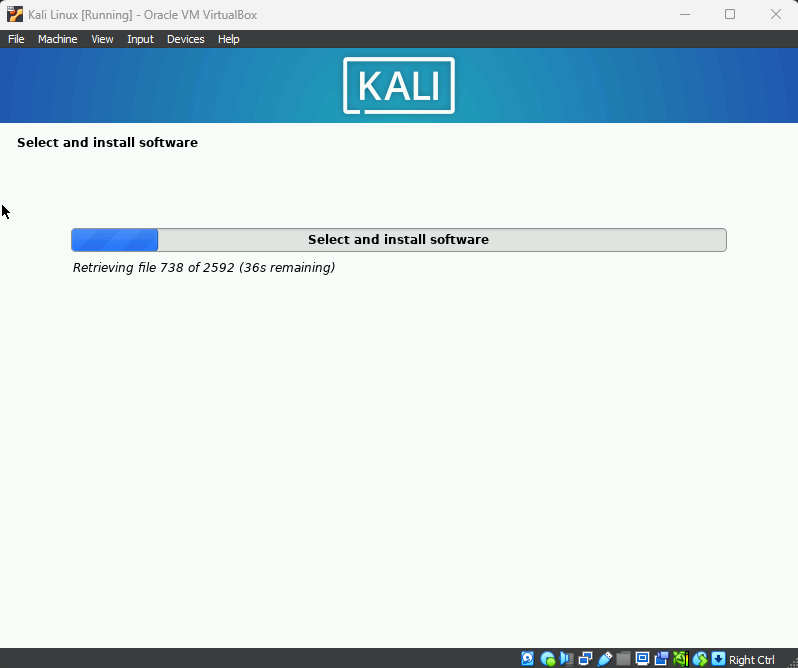 Kali Linux [Running] - Oracle VM VirtualBox
File Machine View Input Devices Help
KALI
Select and install software
Select and install software
Retrieving file 738 of 2592 (36s remaining)
Right Ctrl